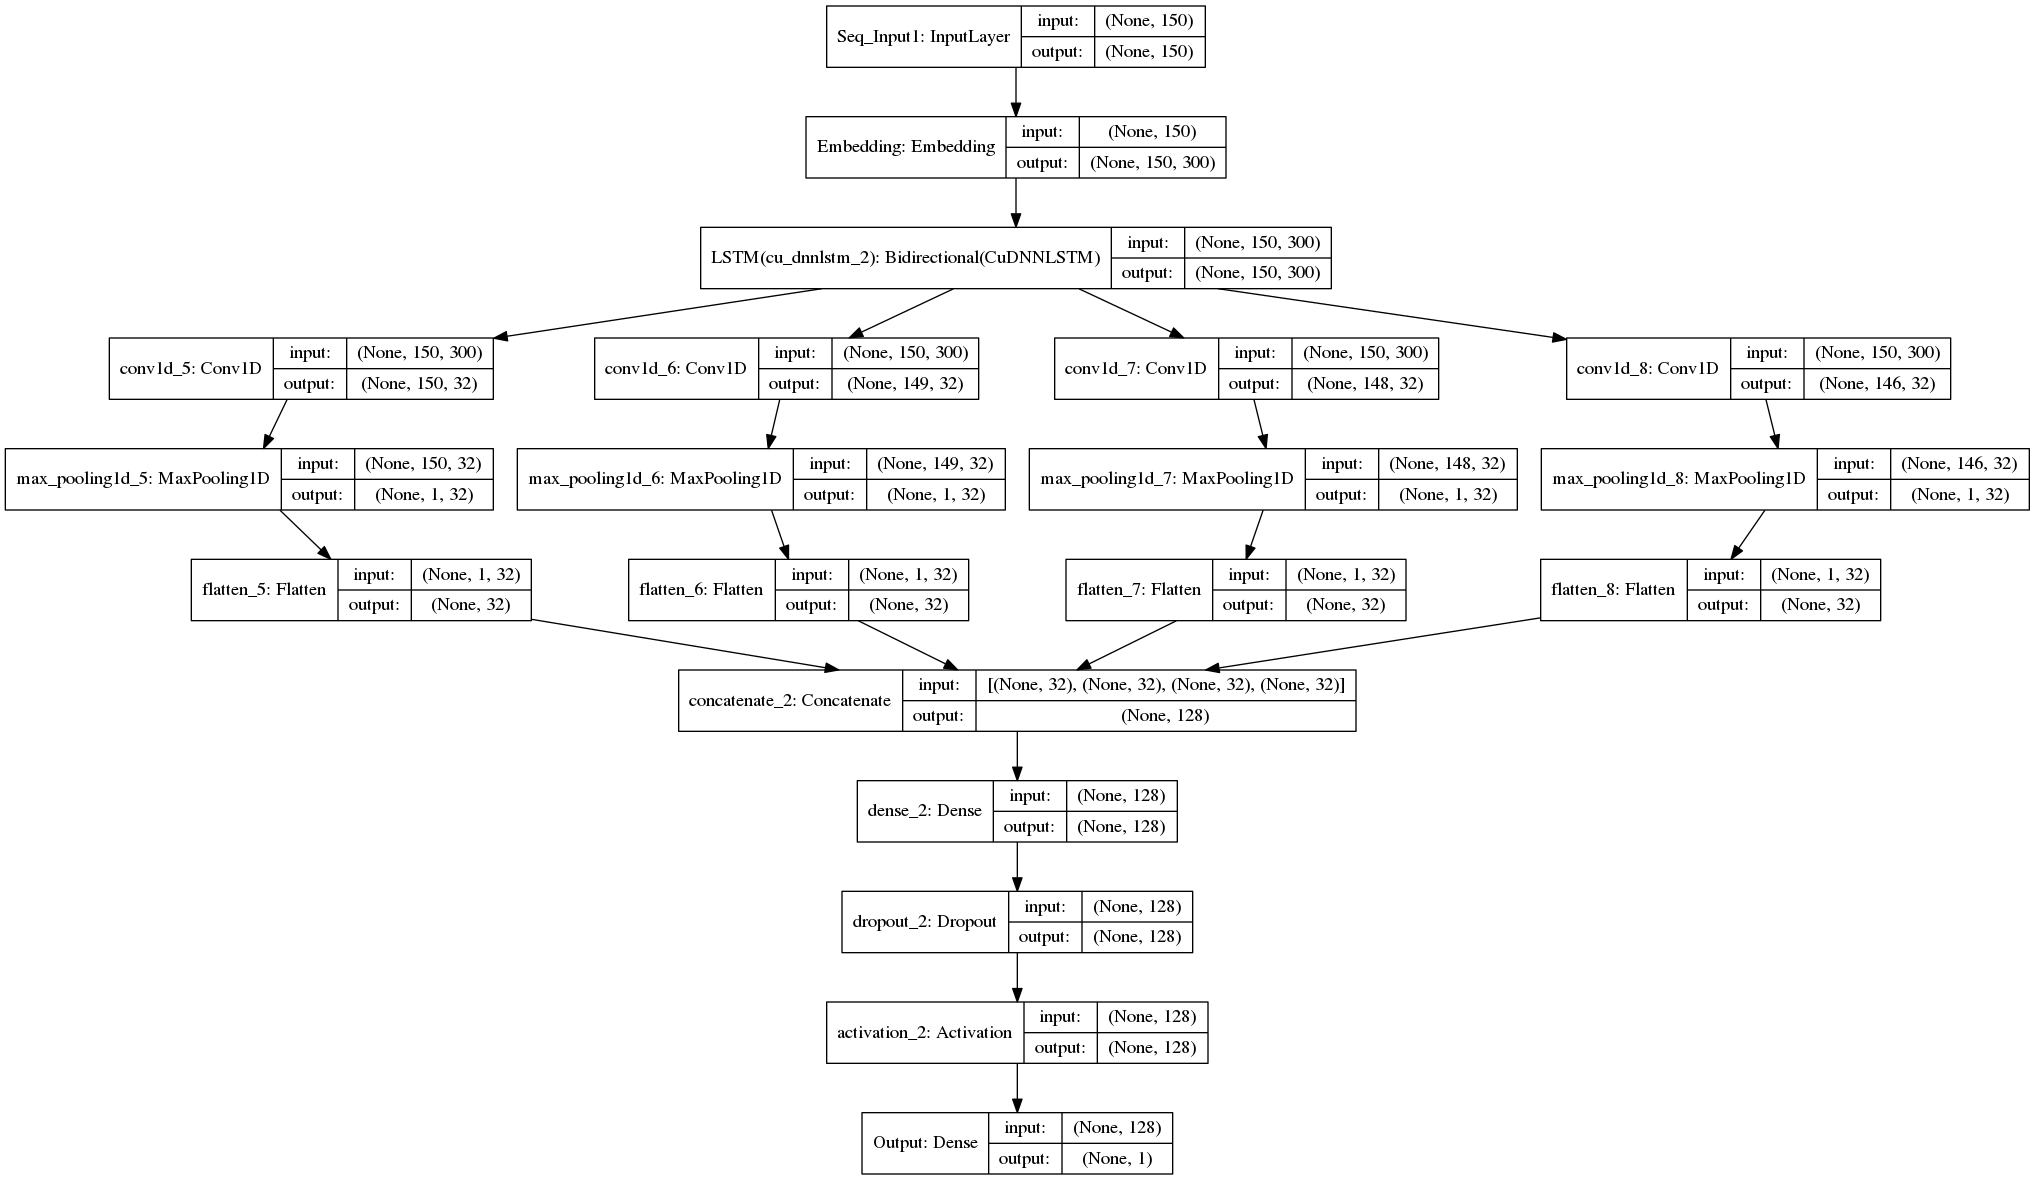 Seq_Input1: InputLayer
input:
(None, 150)
output:
(None, 150)
Embedding: Embedding
input:
(None, 150)
output:
(None, 150, 300)
LSTM(cu_dnnlstm_2): Bidirectional(CuDNNLSTM)
input:
(None, 150, 300)
output:
(None, 150, 300)
conv1d_5: Conv1D
input:
(None, 150, 300)
output:
(None, 150, 32)
conv1d_6: Conv1D
input:
(None, 150, 300)
output:
(None, 149, 32)
conv1d_7: Conv1D
input:
(None, 150, 300)
output:
(None, 148, 32)
conv1d_8: Conv1D
input:
(None, 150, 300)
output:
(None, 146, 32)
max_pooling1d_5: MaxPooling1D
input:
(None, 150, 32)
output:
(None, 1, 32)
max_pooling1d_6: MaxPooling1D
input:
(None, 149, 32)
output:
(None, 1, 32)
max_pooling1d_7: MaxPooling1D
input:
(None, 148, 32)
output:
(None, 1, 32)
max_pooling1d_8: MaxPooling1D
input:
(None, 146, 32)
output:
(None, 1, 32)
flatten_5: Flatten
input:
(None, 1, 32)
output:
(None, 32)
flatten_6: Flatten
input:
(None, 1, 32)
output:
(None, 32)
flatten_7: Flatten
input:
(None, 1, 32)
output:
(None, 32)
flatten_8: Flatten
input:
(None, 1, 32)
output:
(None, 32)
concatenate_2: Concatenate
input:
[(None, 32), (None, 32), (None, 32), (None, 32)]
output:
(None, 128)
dense_2: Dense
input:
(None, 128)
output:
(None, 128)
dropout_2: Dropout
input:
(None, 128)
output:
(None, 128)
activation_2: Activation
input:
(None, 128)
output:
(None, 128)
Output: Dense
input:
(None, 128)
output:
(None, 1)